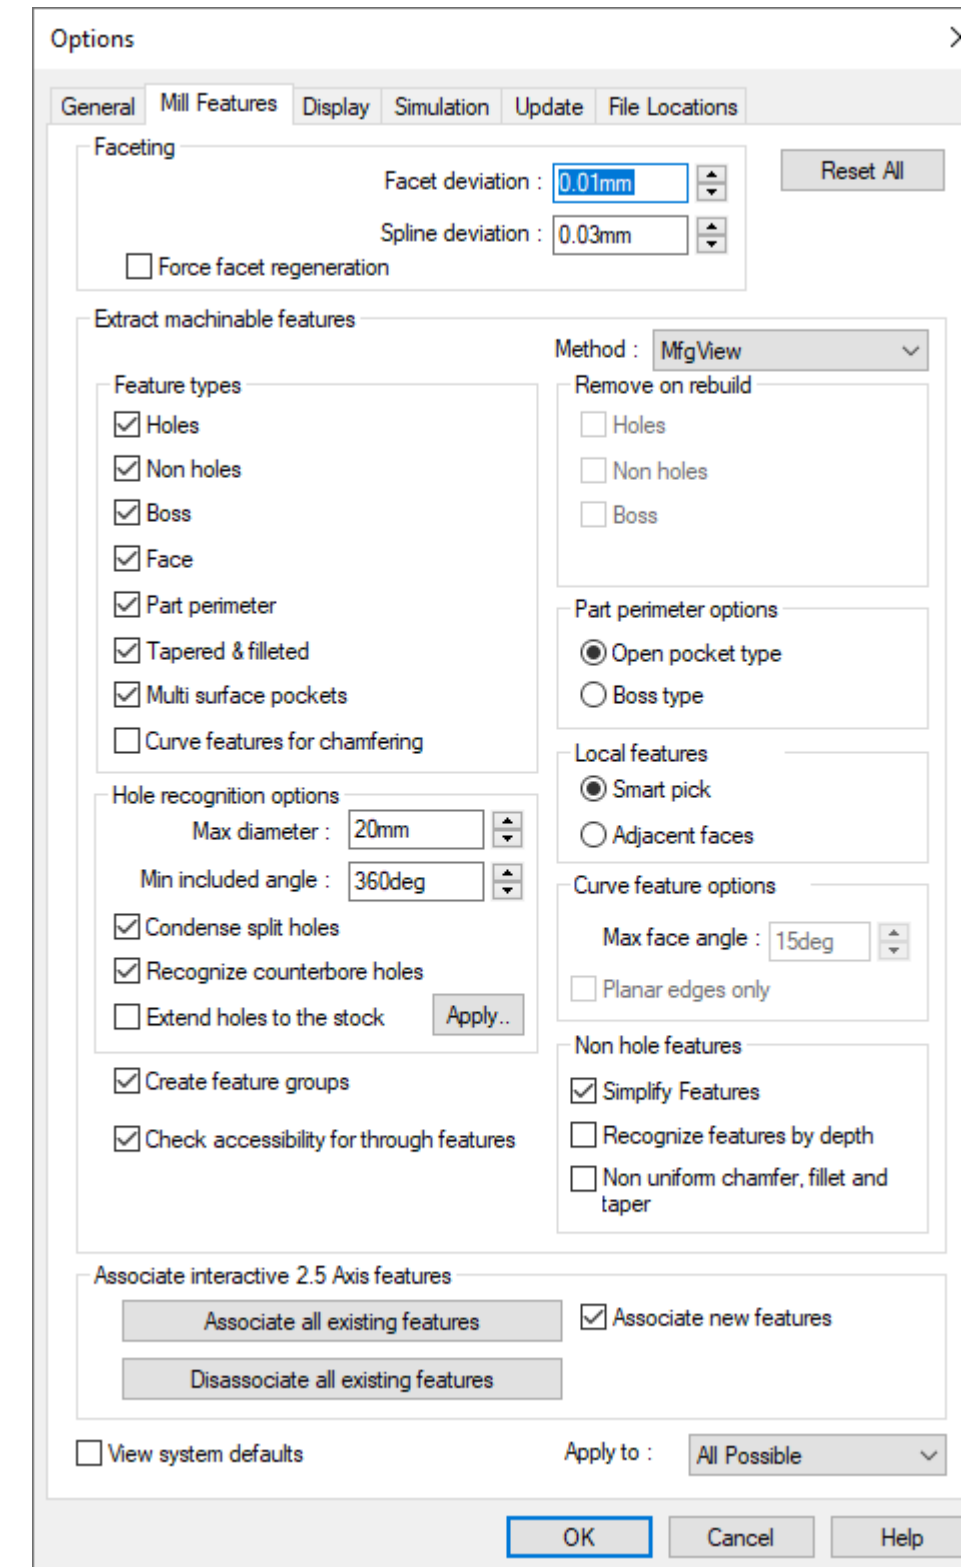 Options
General Mill Features Display Simulation Update File Locations
Faceting
Facet deviation : 0.01mm
Reset All
Spline deviation : 0.03mm
Force facet regeneration
Extract machinable features
Method : MfgView
Feature types
Holes
Non holes
Boss
Face
Part perimeter
Tapered & filleted
Multi surface pockets
Curve features for chamfering
Remove on rebuild
Holes
Non holes
Boss
Part perimeter options
Open pocket type
Boss type
Local features
Smart pick
Adjacent faces
Hole recognition options
Max diameter : 20mm
Min included angle : 360deg
Condense split holes
Recognize counterbore holes
Extend holes to the stock Apply..
Curve feature options
Max face angle : 15deg
Planar edges only
Create feature groups
Check accessibility for through features
Non hole features
Simplify Features
Recognize features by depth
Non uniform chamfer, fillet and
taper
Associate interactive 2.5 Axis features
Associate all existing features
Associate new features
Disassociate all existing features
View system defaults
Apply to : All Possible
OK Cancel Help